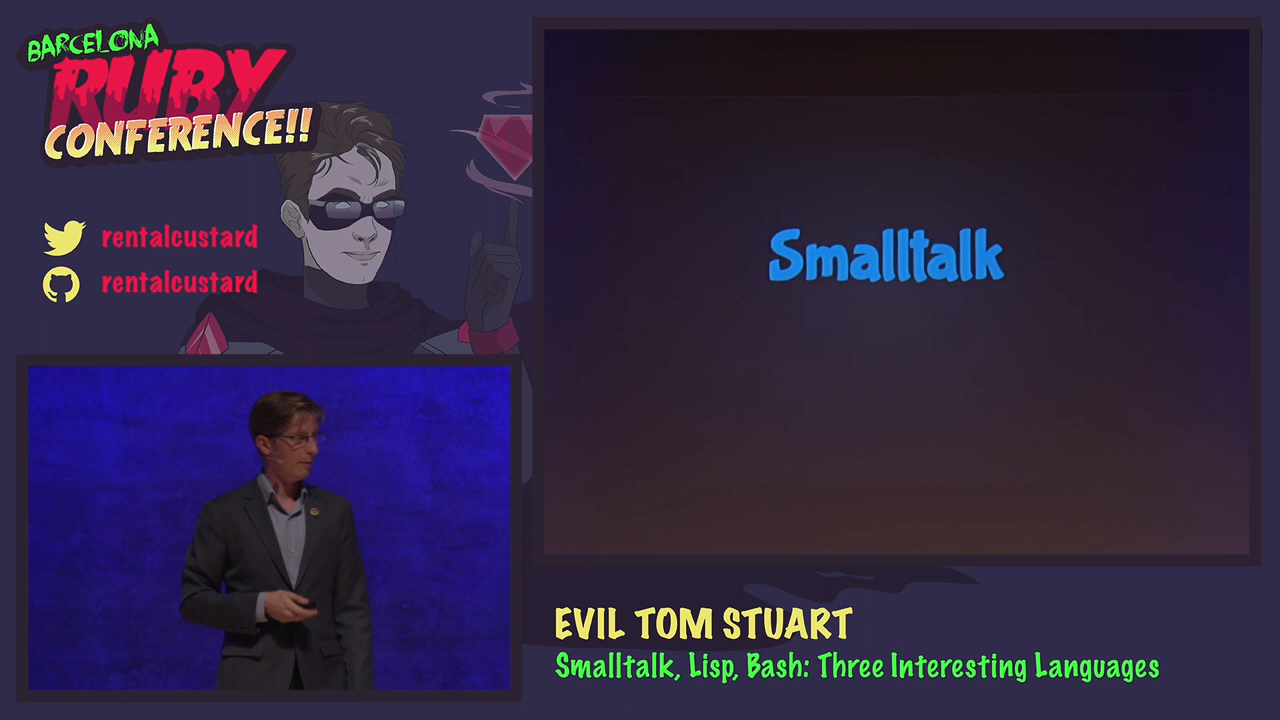 BARCELONA
RUBY
CONFERENCE!!
rentalcustard
rentalcustard
Smalltalk
EVIL TOM STUART
Smalltalk, Lisp, Bash: Three Interesting Languages